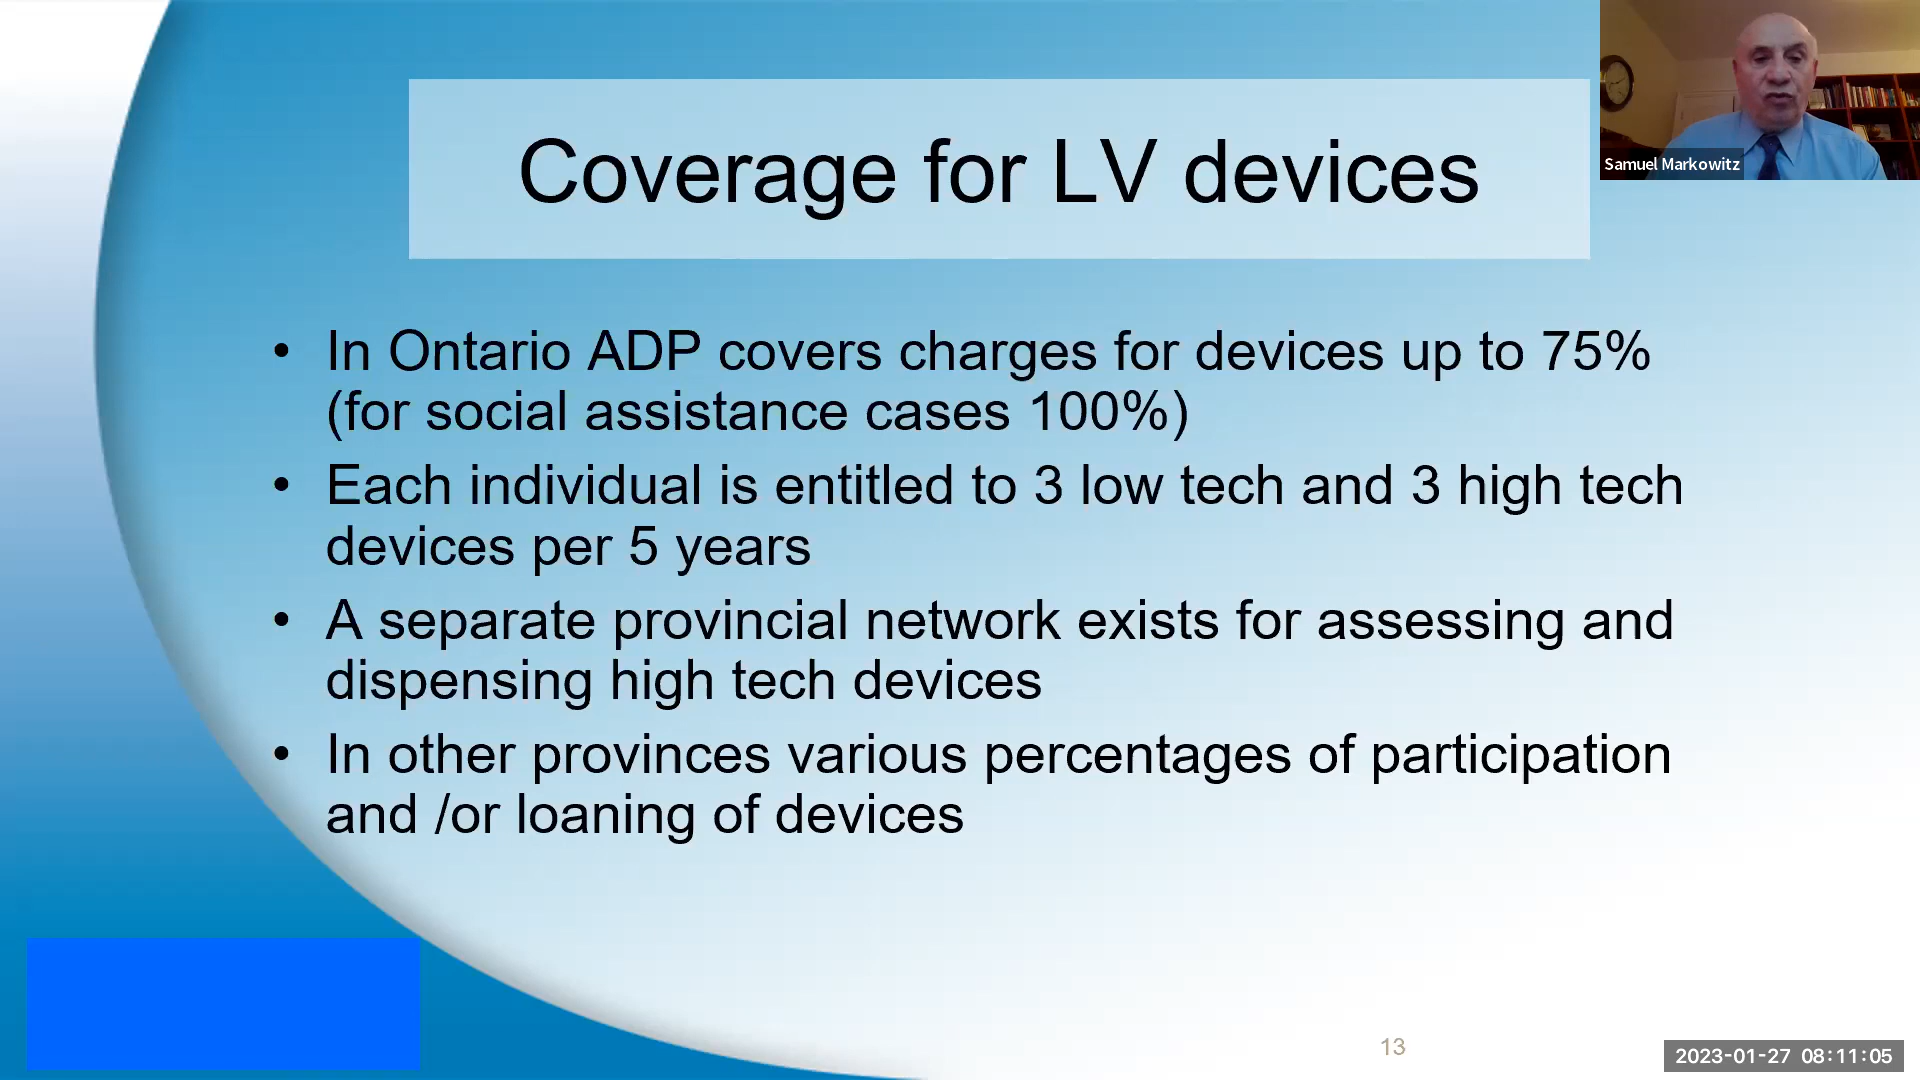 Coverage for LV devices
Samuel Markowitz
• In Ontario ADP covers charges for devices up to 75%
(for social assistance cases 100%)
• Each individual is entitled to 3 low tech and 3 high tech
devices per 5 years
• A separate provincial network exists for assessing and
dispensing high tech devices
• In other provinces various percentages of participation
and /or loaning of devices
13
2023-01-27 08:11:05